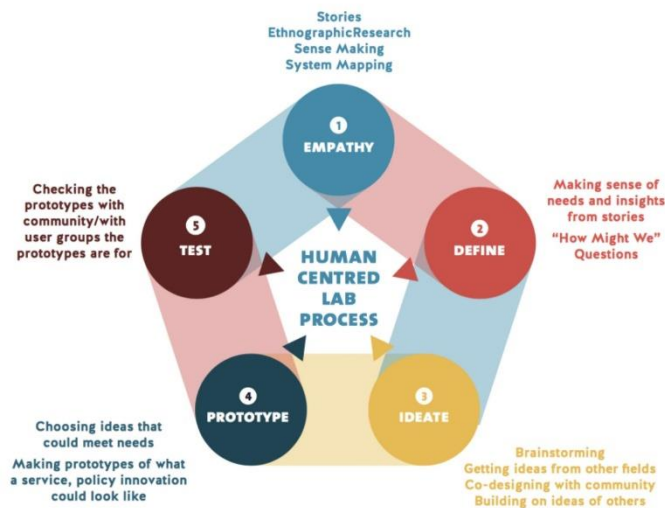 Stories
EthnographicResearch
Sense Making
System Mapping
1
EMPATHY
2
DEFINE
Making sense of
needs and insights
from stories
“How Might We”
Questions
3
IDEATE
Brainstorming
Getting ideas from other fields
Co-designing with community
Building on ideas of others
4
PROTOTYPE
Choosing ideas that
could meet needs
Making prototypes of what
a service, policy innovation
could look like
5
TEST
Checking the
prototypes with
community/with
user groups the
prototypes are for
HUMAN
CENTRED
LAB
PROCESS